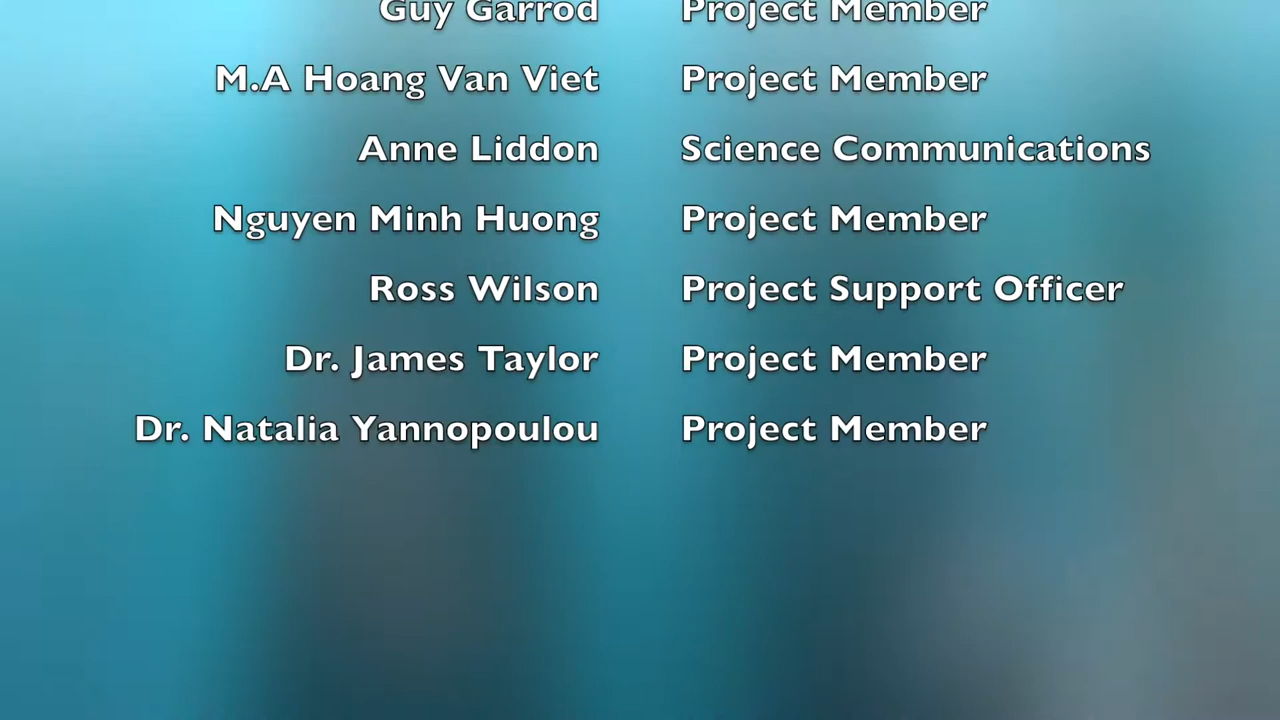 Guy Garrod Project Member
M.A Hoang Van Viet Project Member
Anne Liddon Science Communications
Nguyen Minh Huong Project Member
Ross Wilson Project Support Officer
Dr. James Taylor Project Member
Dr. Natalia Yannopoulou Project Member